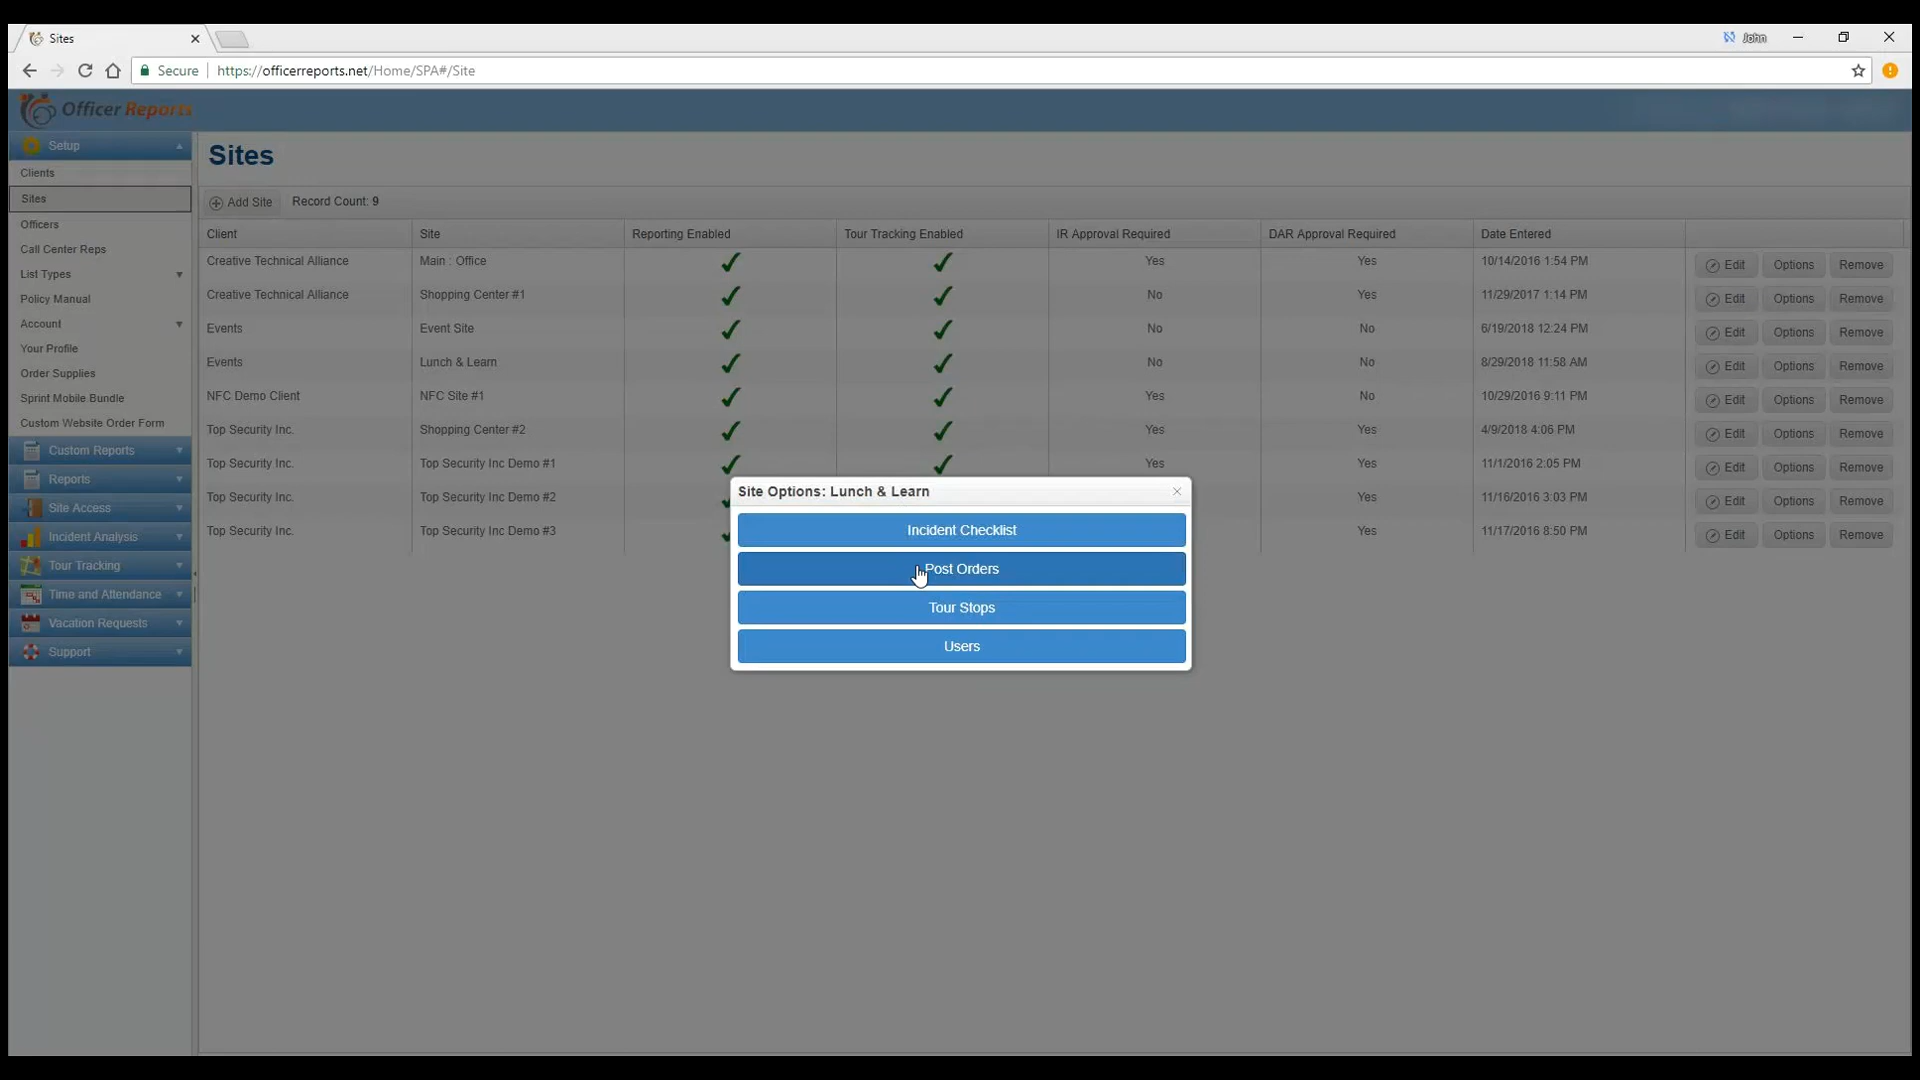 Sites
John
Secure https://officerreports.net/Home/SPA#/Site
Officer Reports
Setup
Clients
Sites
Officers
Call Center Reps
List Types
Policy Manual
Account
Your Profile
Order Supplies
Sprint Mobile Bundle
Custom Website Order Form
Custom Reports
Reports
Site Access
Incident Analysis
Tour Tracking
Time and Attendance
Vacation Requests
Support
Sites
Add Site Record Count: 9
Client Site Reporting Enabled Tour Tracking Enabled IR Approval Required DAR Approval Required Date Entered
Creative Technical Alliance Main : Office Yes Yes 10/14/2016 1:54 PM Edit Options Remove
Creative Technical Alliance Shopping Center #1 No Yes 11/29/2017 1:14 PM Edit Options Remove
Events Event Site No No 6/19/2018 12:24 PM Edit Options Remove
Events Lunch & Learn No No 8/29/2018 11:58 AM Edit Options Remove
NFC Demo Client NFC Site #1 Yes No 10/29/2016 9:11 PM Edit Options Remove
Top Security Inc. Shopping Center #2 Yes Yes 4/9/2018 4:06 PM Edit Options Remove
Top Security Inc. Top Security Inc Demo #1 Yes Yes 11/1/2016 2:05 PM Edit Options Remove
Top Security Inc. Top Security Inc Demo #2 Yes 11/16/2016 3:03 PM Edit Options Remove
Top Security Inc. Top Security Inc Demo #3 Yes 11/17/2016 8:50 PM Edit Options Remove
Site Options: Lunch & Learn
Incident Checklist
Post Orders
Tour Stops
Users